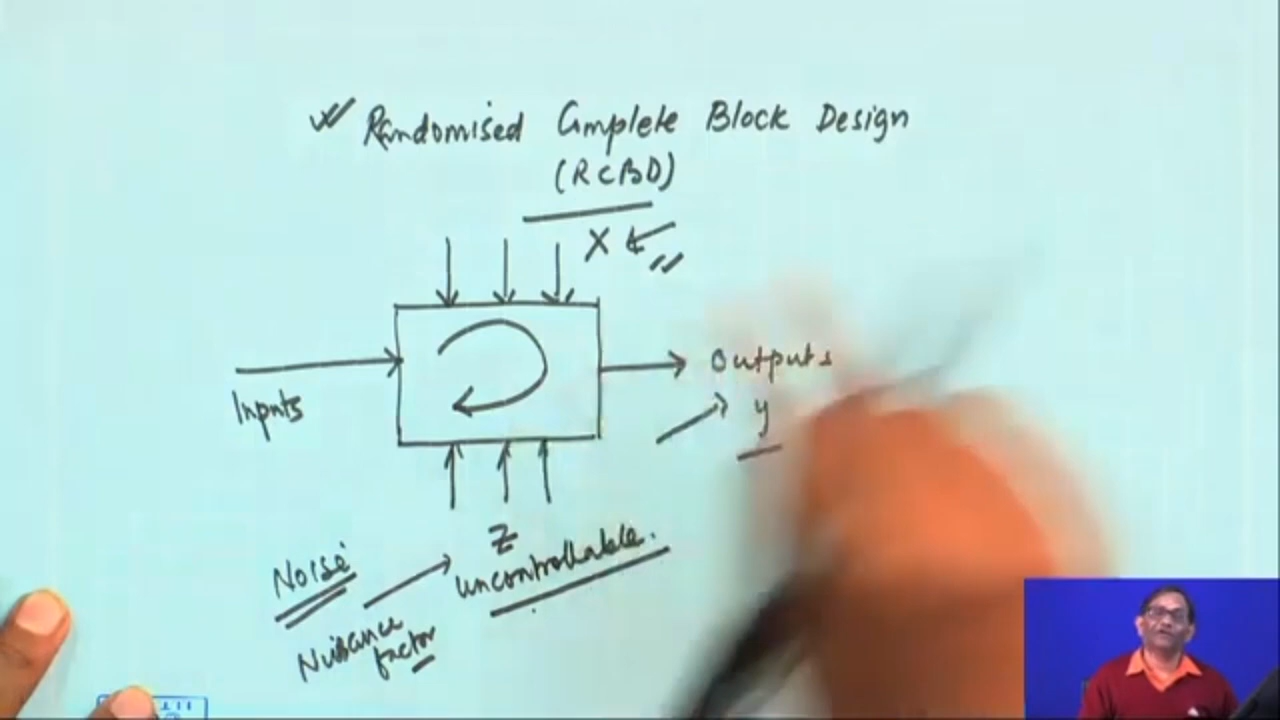 Randomised Complete Block Design
(RCBD)
X
Outputs
y
Inputs
Z
uncontrollable.
Noise
Nuisance
factor